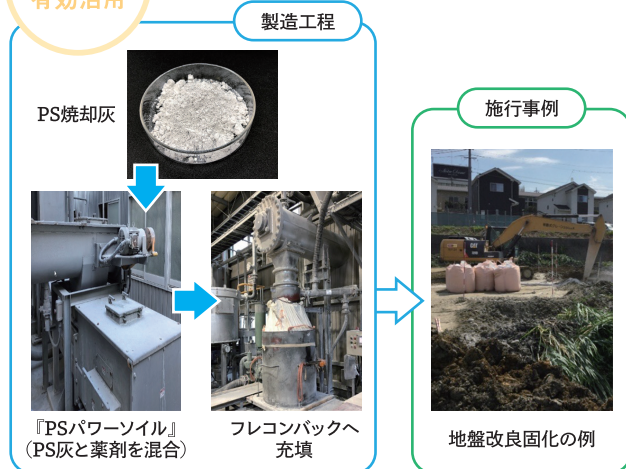 有効活用
製造工程
PS焼却灰
『PSパワーソイル』
（PS灰と薬剤を混合）
フレコンバックへ
充填
施行事例
地盤改良固化の例